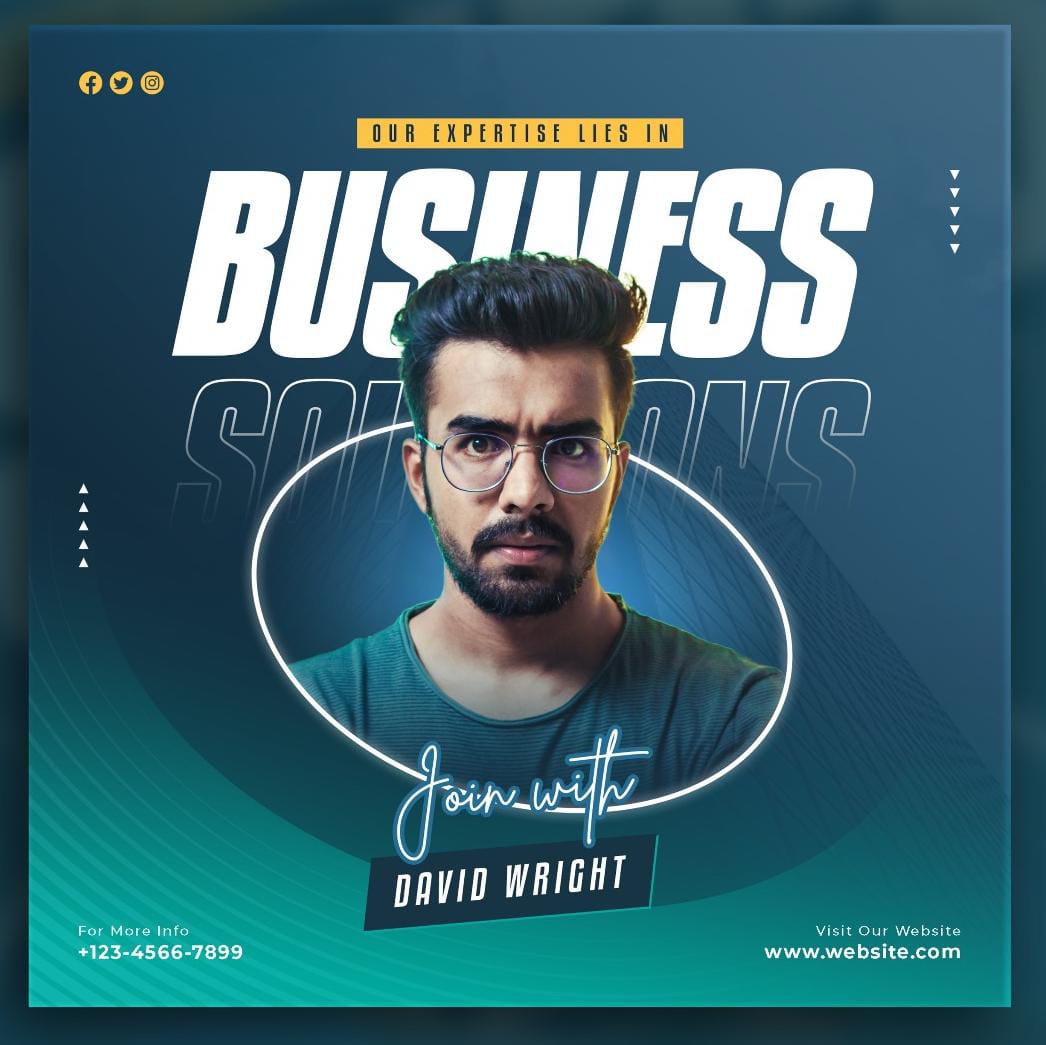 OUR EXPERTISE LIES IN
BUSINESS
SOLUTIONS
Join with
DAVID WRIGHT
For More Info
+123-4566-7899
Visit Our Website
www.website.com